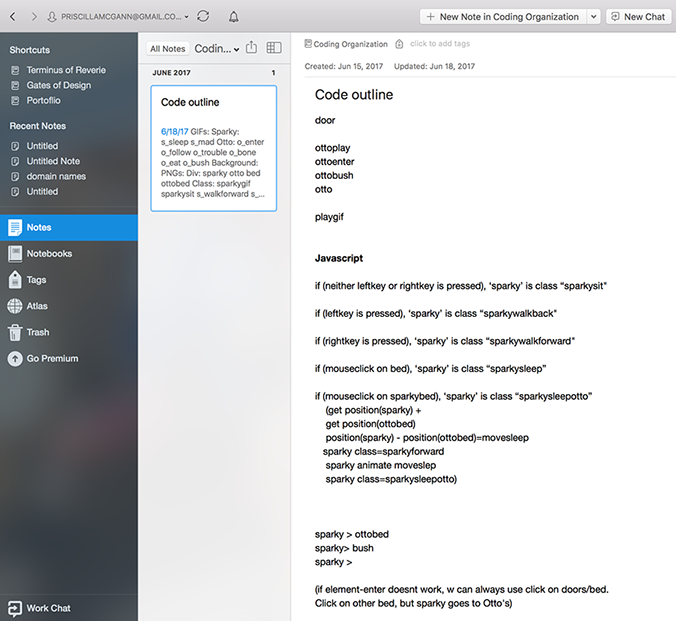 PRISCILLAMCGANN@GMAIL.CO...
New Note in Coding Organization
New Chat
Shortcuts
Terminus of Reverie
Gates of Design
Portoflio
Recent Notes
Untitled
Untitled Note
domain names
Untitled
Notes
Notebooks
Tags
Atlas
Trash
Go Premium
Work Chat
All Notes
Codin...
JUNE 2017
1
Code outline
6/18/17 GIFs: Sparky:
s_sleep s_mad Otto: o_enter
o_follow o_trouble o_bone
o_eat o_bush Background:
PNGs: Div: sparky otto bed
ottobed Class: sparkygif
sparkysit s_walkforward s_...
Coding Organization
click to add tags
Created: Jun 15, 2017
Updated: Jun 18, 2017
Code outline
door
ottoplay
ottoenter
ottobush
otto
playgif
Javascript
if (neither leftkey or rightkey is pressed), ‘sparky’ is class “sparkysit"
if (leftkey is pressed), ‘sparky’ is class “sparkywalkback"
if (rightkey is pressed), ‘sparky’ is class “sparkywalkforward"
if (mouseclick on bed), ‘sparky’ is class “sparkysleep”
if (mouseclick on sparkybed), ‘sparky’ is class “sparkysleepotto”
(get position(sparky) +
get position(ottobed)
position(sparky) - position(ottobed)=movesleep
sparky class=sparkyforward
sparky animate moveslep
sparky class=sparkysleepotto)
sparky > ottobed
sparky> bush
sparky >
(if element-enter doesnt work, w can always use click on doors/bed.
Click on other bed, but sparky goes to Otto's)